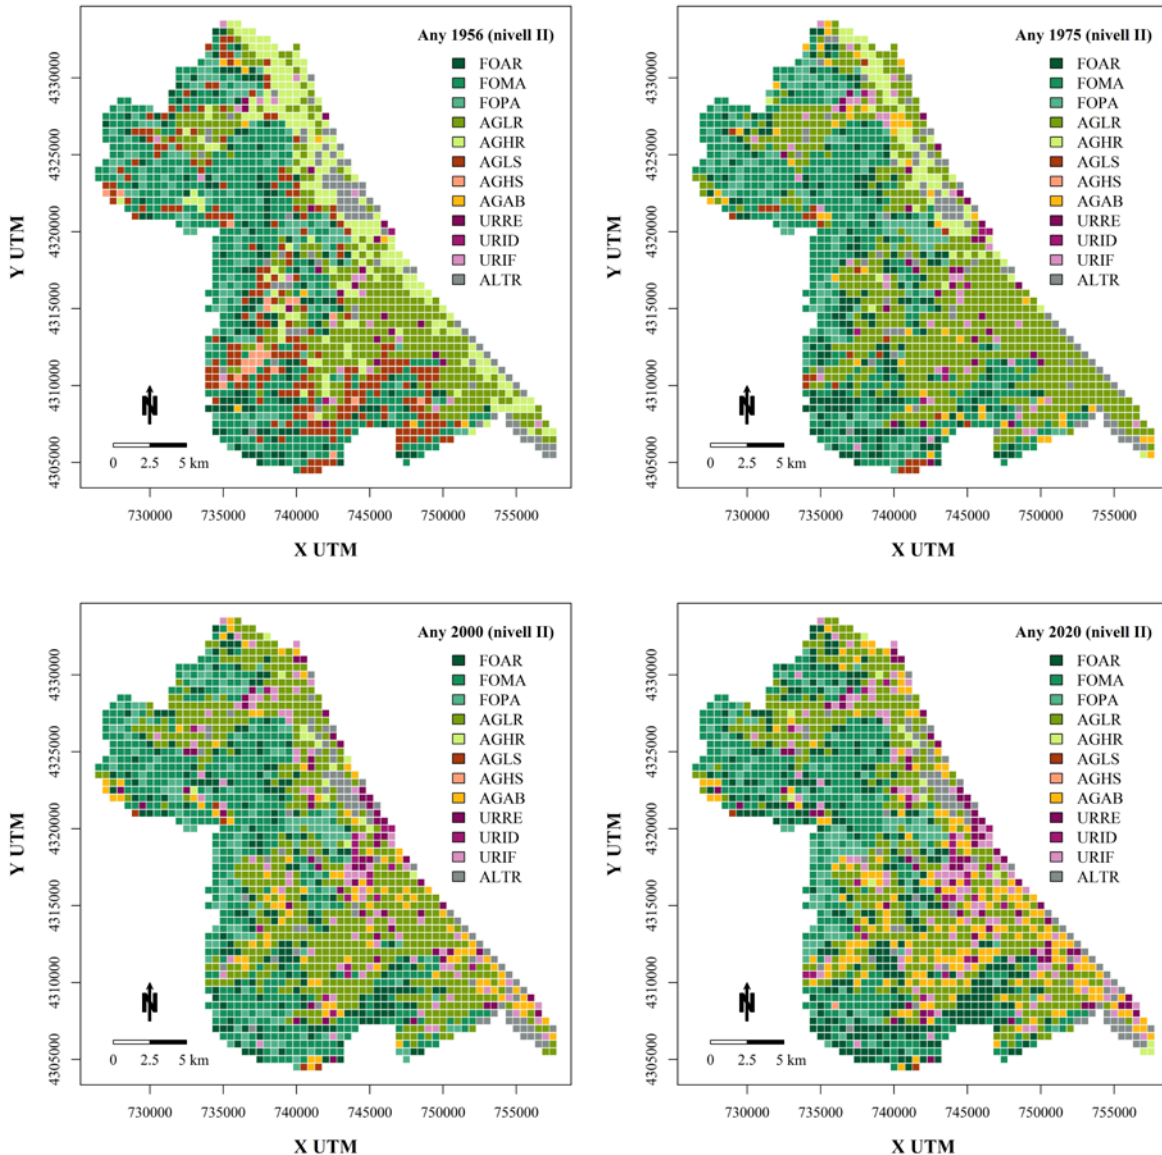 Any 1956 (nivell II)
FOAR
FOMA
FOPA
AGLR
AGHR
AGLS
AGHS
AGAB
URRE
URID
URIF
ALTR
Y UTM
4330000
4325000
4320000
4315000
4310000
4305000
N
0 2.5 5 km
730000 735000 740000 745000 750000 755000
X UTM
Any 1975 (nivell II)
FOAR
FOMA
FOPA
AGLR
AGHR
AGLS
AGHS
AGAB
URRE
URID
URIF
ALTR
Y UTM
4330000
4325000
4320000
4315000
4310000
4305000
N
0 2.5 5 km
730000 735000 740000 745000 750000 755000
X UTM
Any 2000 (nivell II)
FOAR
FOMA
FOPA
AGLR
AGHR
AGLS
AGHS
AGAB
URRE
URID
URIF
ALTR
Y UTM
4330000
4325000
4320000
4315000
4310000
4305000
N
0 2.5 5 km
730000 735000 740000 745000 750000 755000
X UTM
Any 2020 (nivell II)
FOAR
FOMA
FOPA
AGLR
AGHR
AGLS
AGHS
AGAB
URRE
URID
URIF
ALTR
Y UTM
4330000
4325000
4320000
4315000
4310000
4305000
N
0 2.5 5 km
730000 735000 740000 745000 750000 755000
X UTM